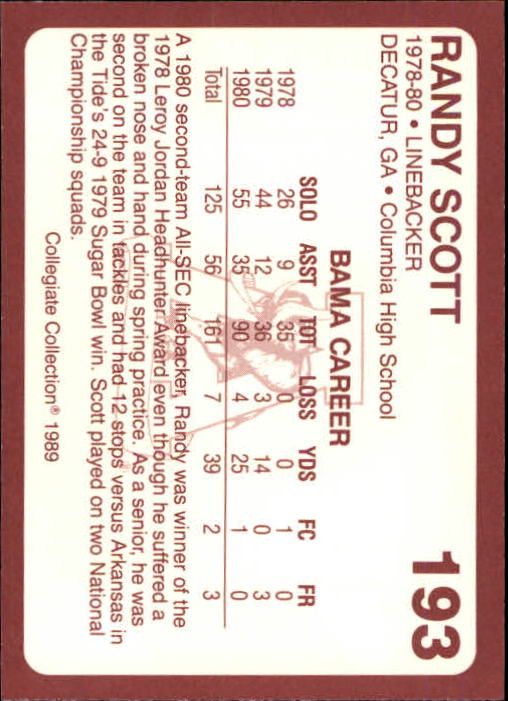 RANDY SCOTT 193
1978-80 • LINEBACKER
DECATUR, GA • Columbia High School
BAMA CAREER
SOLO ASST TOT LOSS YDS FC FR
1978 26 9 35 0 0 1 0
1979 44 12 36 3 14 0 3
1980 55 35 90 4 25 1 0
Total 125 56 161 7 39 2 3
A 1980 second-team All-SEC linebacker, Randy was winner of the
1978 Leroy Jordan Headhunter Award even though he suffered a
broken nose and hand during spring practice. As a senior, he was
second on the team in tackles and had 12 stops versus Arkansas in
the Tide's 24-9 1979 Sugar Bowl win. Scott played on two National
Championship squads.
Collegiate Collection® 1989